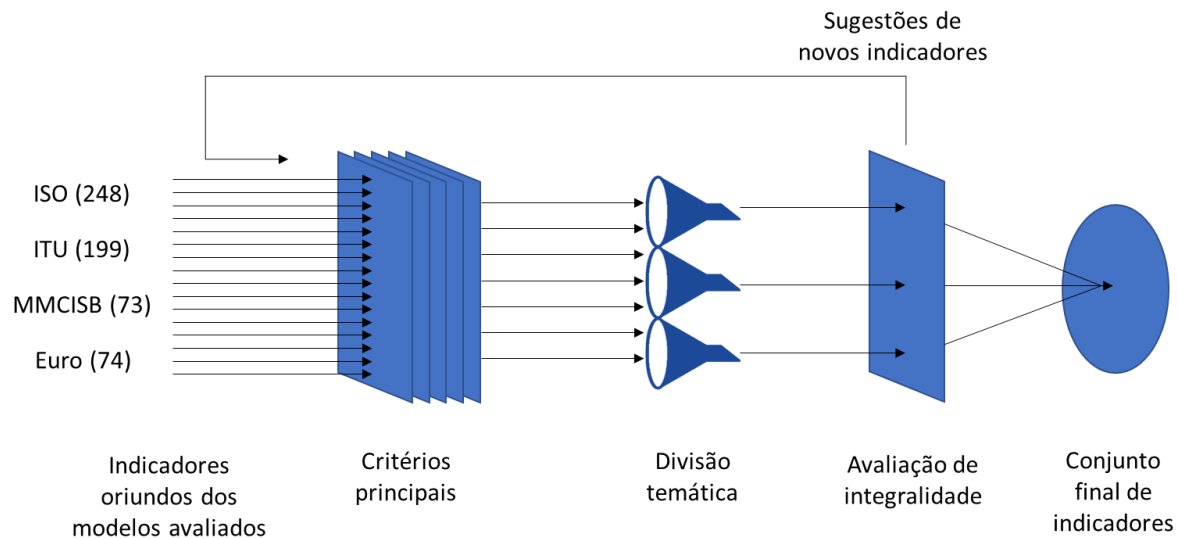 Sugestões de
novos indicadores
ISO (248)
ITU (199)
MMCISB (73)
Euro (74)
Indicadores
oriundos dos
modelos avaliados
Critérios
principais
Divisão
temática
Avaliação de
integralidade
Conjunto
final de
indicadores